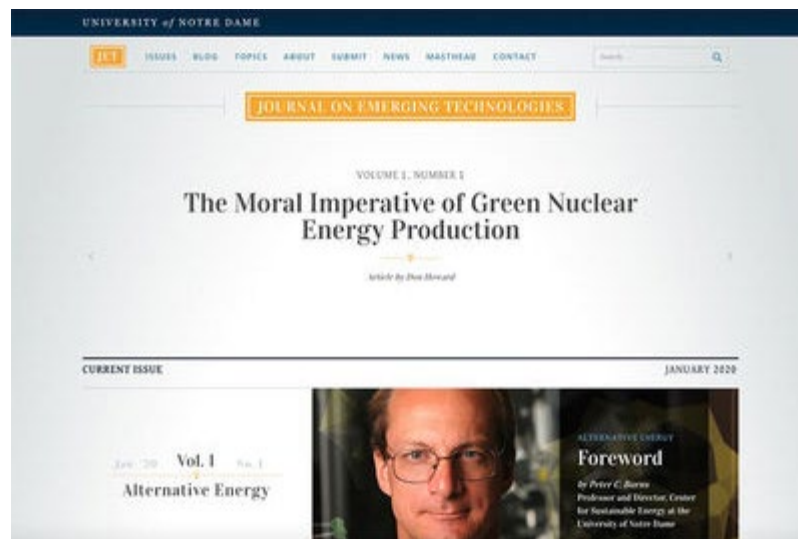 UNIVERSITY of NOTRE DAME
JET ISSUES BLOG TOPICS ABOUT SUBMIT NEWS MASTHEAD CONTACT Search
JOURNAL ON EMERGING TECHNOLOGIES
VOLUME 1, NUMBER 1
The Moral Imperative of Green Nuclear
Energy Production
Article by Don Howard
CURRENT ISSUE JANUARY 2020
Jan '20 Vol. 1 No. 1
Alternative Energy
ALTERNATIVE ENERGY
Foreword
by Peter C. Burns
Professor and Director, Center
for Sustainable Energy at the
University of Notre Dame